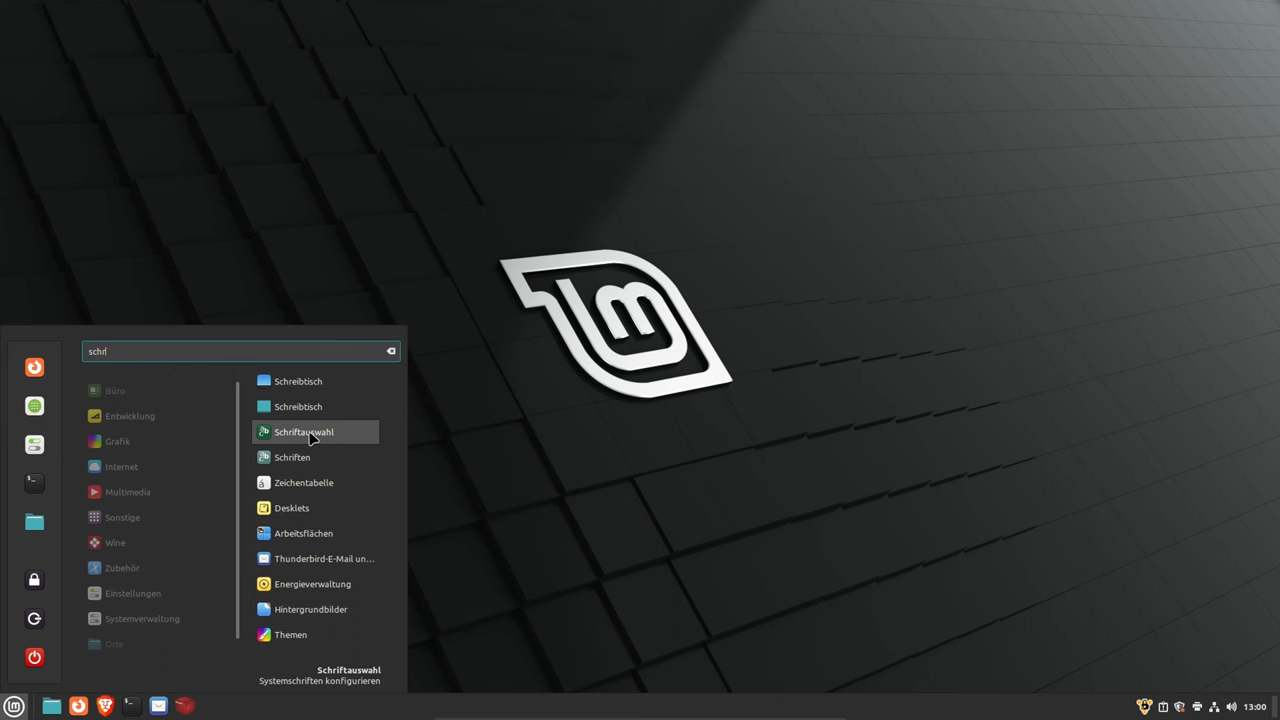 schr
Büro
Entwicklung
Grafik
Internet
Multimedia
Sonstige
Wine
Zubehör
Einstellungen
Systemverwaltung
Orte
Schreibtisch
Schreibtisch
Schriftauswahl
Schriften
Zeichentabelle
Desklets
Arbeitsflächen
Thunderbird-E-Mail un...
Energieverwaltung
Hintergrundbilder
Themen
Schriftauswahl
Systemschriften konfigurieren
13:00